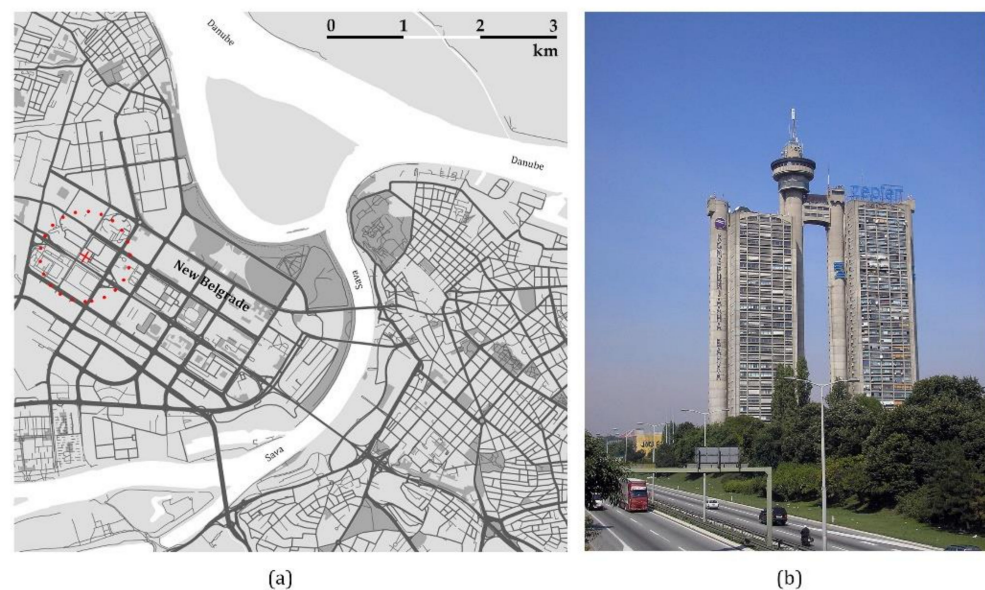 Danube
0 1 2 3
km
Danube
New Belgrade
Sava
Sava
zepter
(a)
(b)